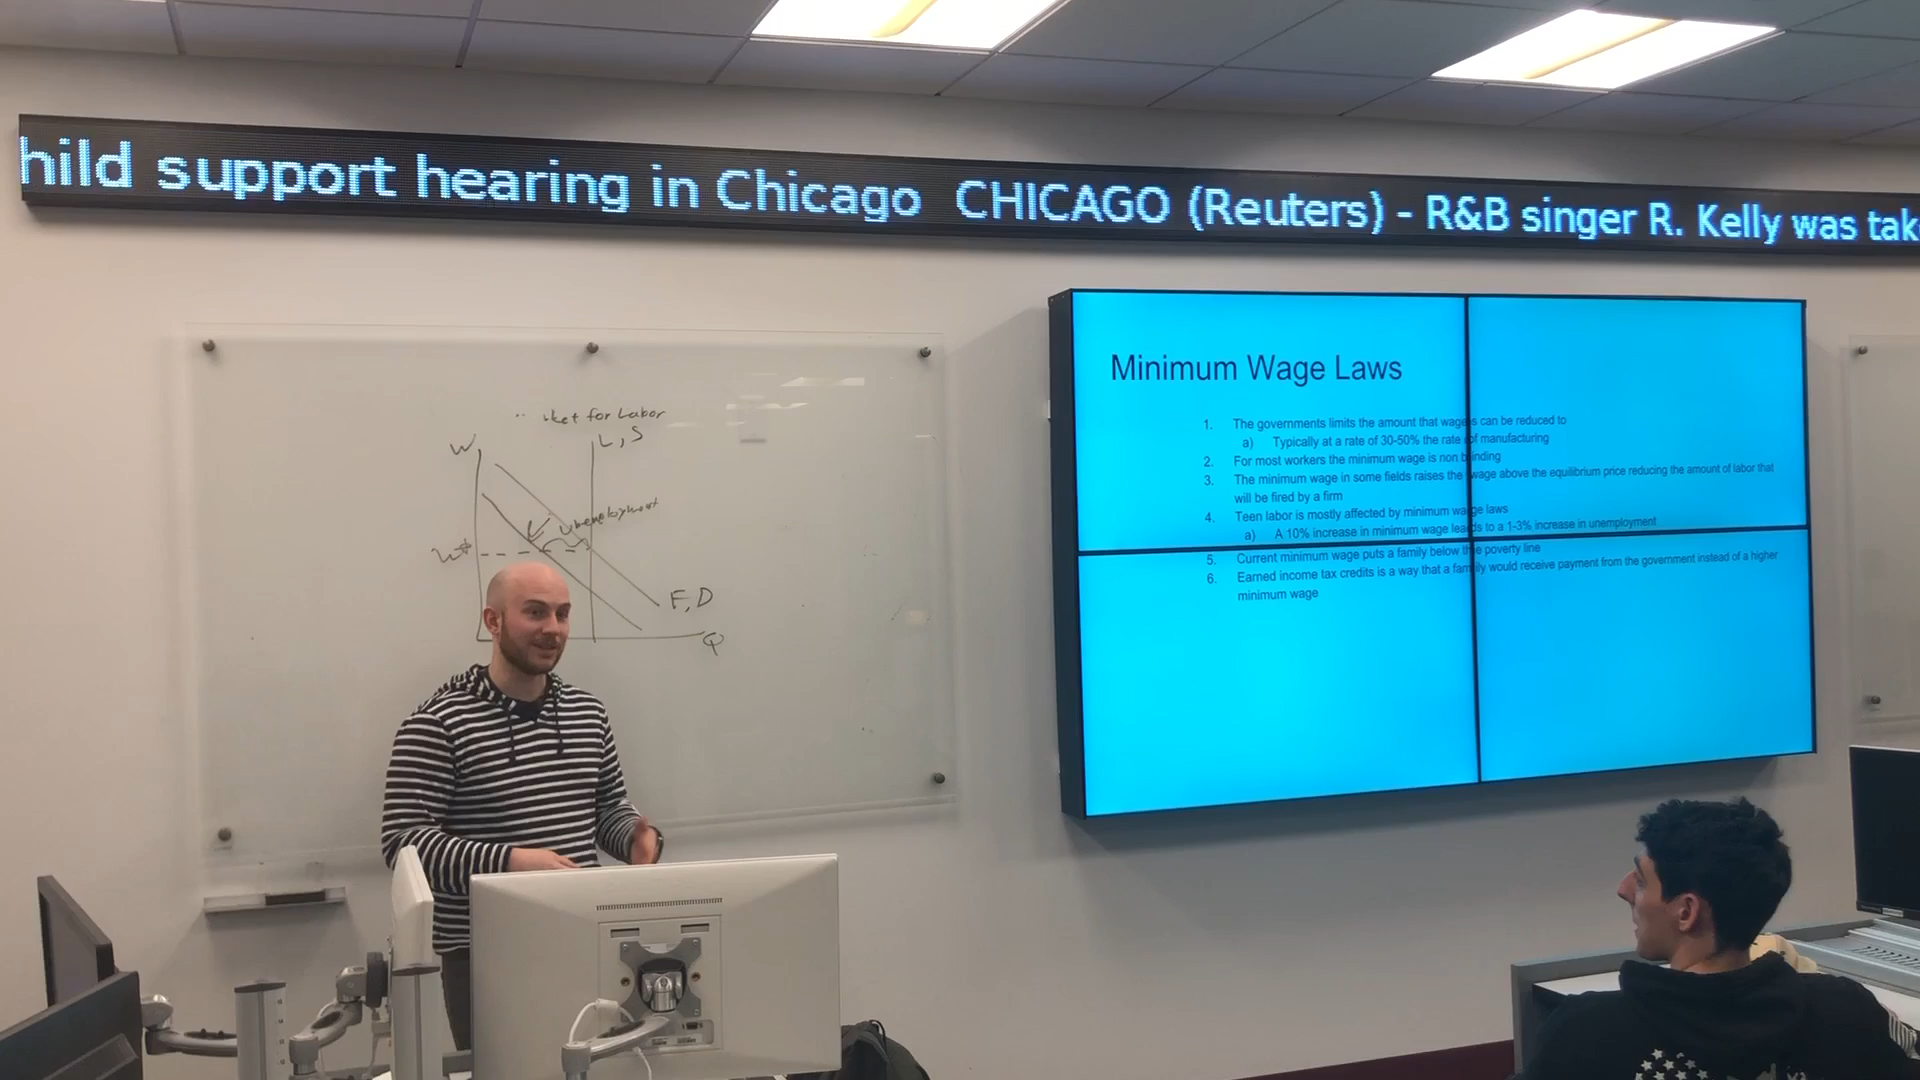 hild support hearing in Chicago CHICAGO (Reuters) - R&B singer R. Kelly was tak
ket for Labor
W
L, S
Unemployment
W*
F, D
Q
Minimum Wage Laws
1. The governments limits the amount that wages can be reduced to
a) Typically at a rate of 30-50% the rate of manufacturing
2. For most workers the minimum wage is non binding
3. The minimum wage in some fields raises the wage above the equilibrium price reducing the amount of labor that
will be fired by a firm
4. Teen labor is mostly affected by minimum wage laws
a) A 10% increase in minimum wage leads to a 1-3% increase in unemployment
5. Current minimum wage puts a family below the poverty line
6. Earned income tax credits is a way that a family would receive payment from the government instead of a higher
minimum wage